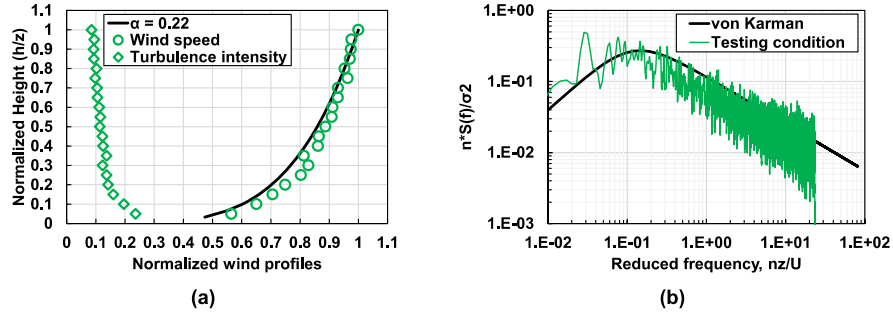 α = 0.22
Wind speed
Turbulence intensity
Normalized Height (h/z)
1
0.9
0.8
0.7
0.6
0.5
0.4
0.3
0.2
0.1
0
0 0.1 0.2 0.3 0.4 0.5 0.6 0.7 0.8 0.9 1 1.1
Normalized wind profiles
(a)
von Karman
Testing condition
n*S(f)/σ2
1.E+00
1.E-01
1.E-02
1.E-03
1.E-02 1.E-01 1.E+00 1.E+01 1.E+02
Reduced frequency, nz/U
(b)